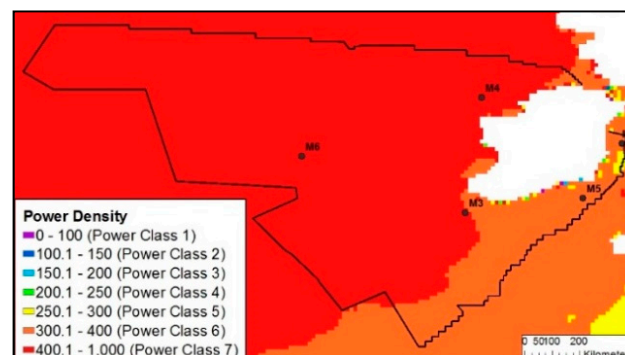 M4
M6
M5
M3
Power Density
0 - 100 (Power Class 1)
100.1 - 150 (Power Class 2)
150.1 - 200 (Power Class 3)
200.1 - 250 (Power Class 4)
250.1 - 300 (Power Class 5)
300.1 - 400 (Power Class 6)
400.1 - 1,000 (Power Class 7)
0 50100 200
Kilomete